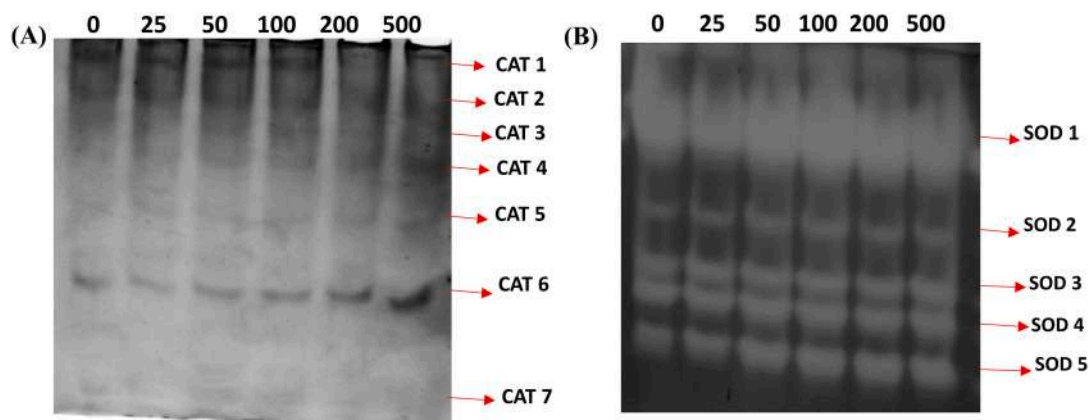 (A)
0 25 50 100 200 500
CAT 1
CAT 2
CAT 3
CAT 4
CAT 5
CAT 6
CAT 7
(B)
0 25 50 100 200 500
SOD 1
SOD 2
SOD 3
SOD 4
SOD 5